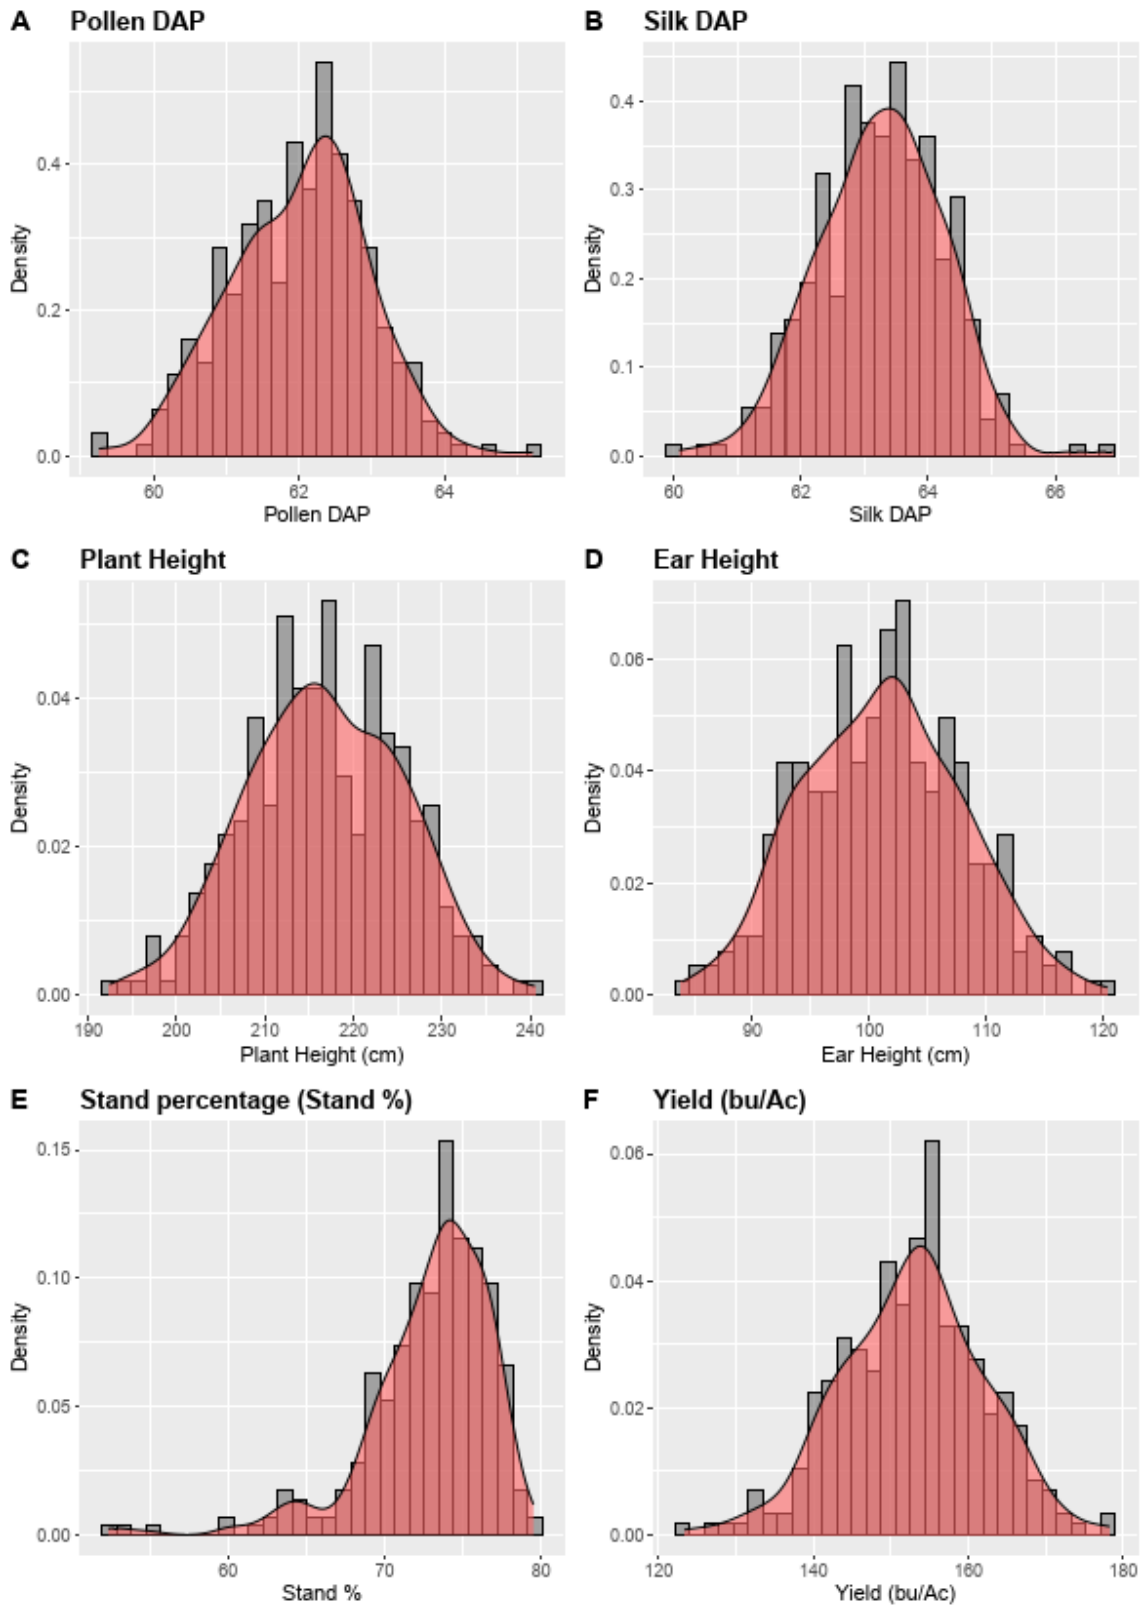 A Pollen DAP
Density
0.4
0.2
0.0
60 62 64
Pollen DAP
B Silk DAP
Density
0.4
0.3
0.2
0.1
0.0
60 62 64 66
Silk DAP
C Plant Height
Density
0.04
0.02
0.00
190 200 210 220 230 240
Plant Height (cm)
D Ear Height
Density
0.06
0.04
0.02
0.00
90 100 110 120
Ear Height (cm)
E Stand percentage (Stand %)
Density
0.15
0.10
0.05
0.00
60 70 80
Stand %
F Yield (bu/Ac)
Density
0.06
0.04
0.02
0.00
120 140 160 180
Yield (bu/Ac)